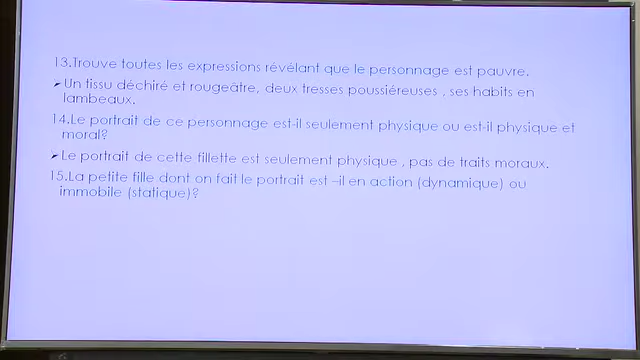 13.Trouve toutes les expressions révélant que le personnage est pauvre.
➤Un tissu déchiré et rougeâtre, deux tresses poussiéreuses , ses habits en
lambeaux.
14.Le portrait de ce personnage est-il seulement physique ou est-il physique et
moral?
➤Le portrait de cette fillette est seulement physique , pas de traits moraux.
15.La petite fille dont on fait le portrait est –il en action (dynamique) ou
immobile (statique)?